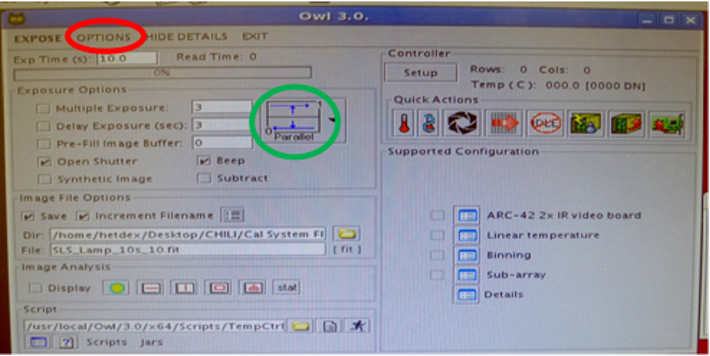 Owl 3.0.
EXPOSE OPTIONS HIDE DETAILS EXIT
Exp Time (s): 10.0 Read Time: 0
0%
Exposure Options
Multiple Exposure: 3
Delay Exposure (sec): 3
Pre-Fill Image Buffer: 0
Open Shutter Beep
Synthetic Image Subtract
1
0
Parallel
Image File Options
Save Increment Filename
Dir: /home/hetdex/Desktop/CHILI/Cal System Fl
File: SLS_Lamp_10s_10.fit [ fit ]
Image Analysis
Display stat
Script
/usr/local/Owl/3.0/x64/Scripts/TempCtrl
? Scripts Jars
Controller
Setup Rows: 0 Cols: 0
Temp ( C ): 000.0 [0000 DN]
Quick Actions
IDLE
Supported Configuration
ARC-42 2x IR video board
Linear temperature
Binning
Sub-array
Details